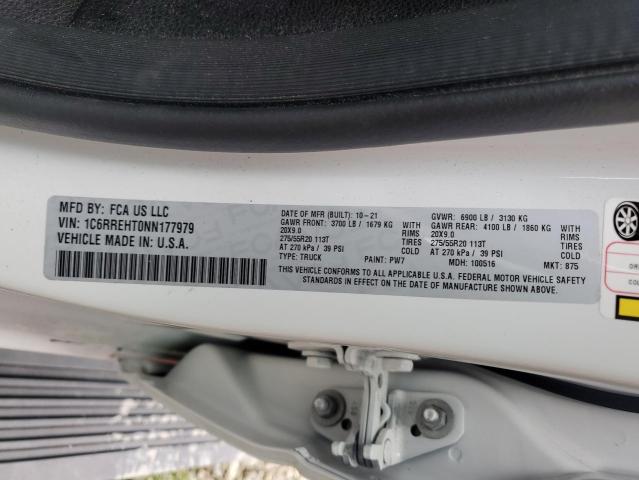 MFD BY: FCA US LLC
VIN: 1C6RREHT0NN177979
VEHICLE MADE IN: U.S.A.
DATE OF MFR (BUILT): 10-21
GVWR: 6900 LB / 3130 KG
GAWR FRONT: 3700 LB / 1679 KG
WITH
GAWR REAR: 4100 LB / 1860 KG
WITH
20X9.0
RIMS
20X9.0
RIMS
275/55R20 113T
TIRES
275/55R20 113T
TIRES
AT 270 kPa / 39 PSI
COLD
AT 270 kPa / 39 PSI
COLD
TYPE: TRUCK
PAINT: PW7
MDH: 100516
MKT: 875
THIS VEHICLE CONFORMS TO ALL APPLICABLE U.S.A. FEDERAL MOTOR VEHICLE SAFETY
STANDARDS IN EFFECT ON THE DATE OF MANUFACTURE SHOWN ABOVE.